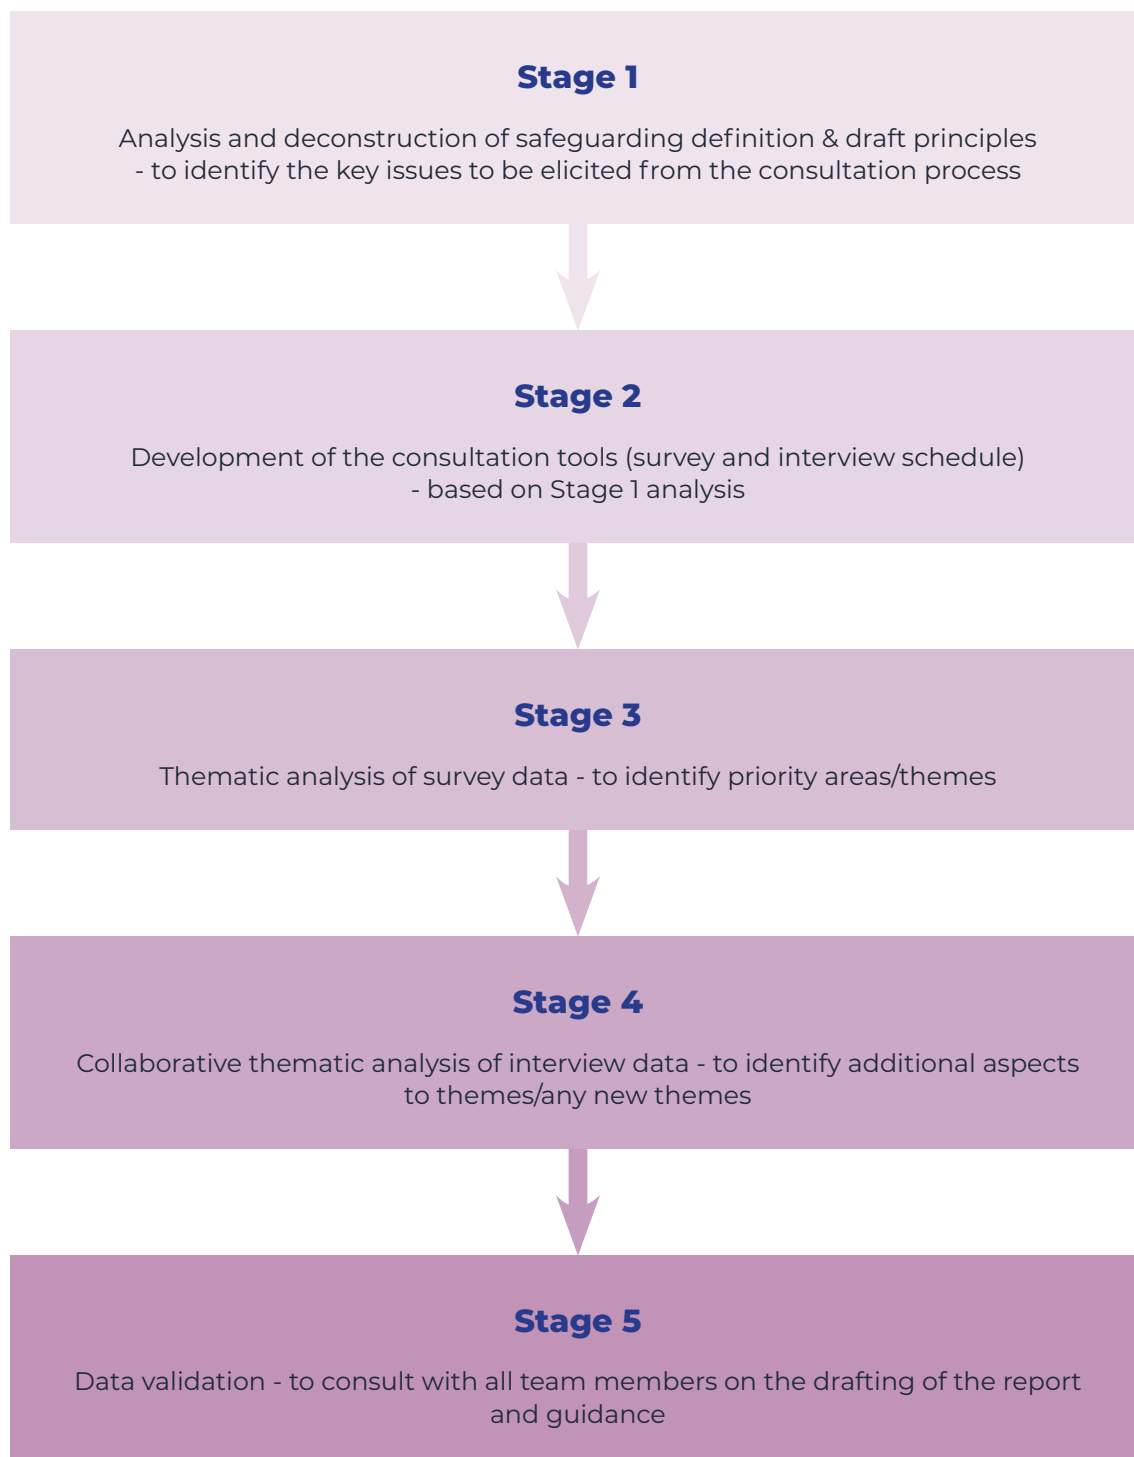 Stage 1
Analysis and deconstruction of safeguarding definition & draft principles
- to identify the key issues to be elicited from the consultation process
Stage 2
Development of the consultation tools (survey and interview schedule)
- based on Stage 1 analysis
Stage 3
Thematic analysis of survey data - to identify priority areas/themes
Stage 4
Collaborative thematic analysis of interview data - to identify additional aspects
to themes/any new themes
Stage 5
Data validation - to consult with all team members on the drafting of the report
and guidance